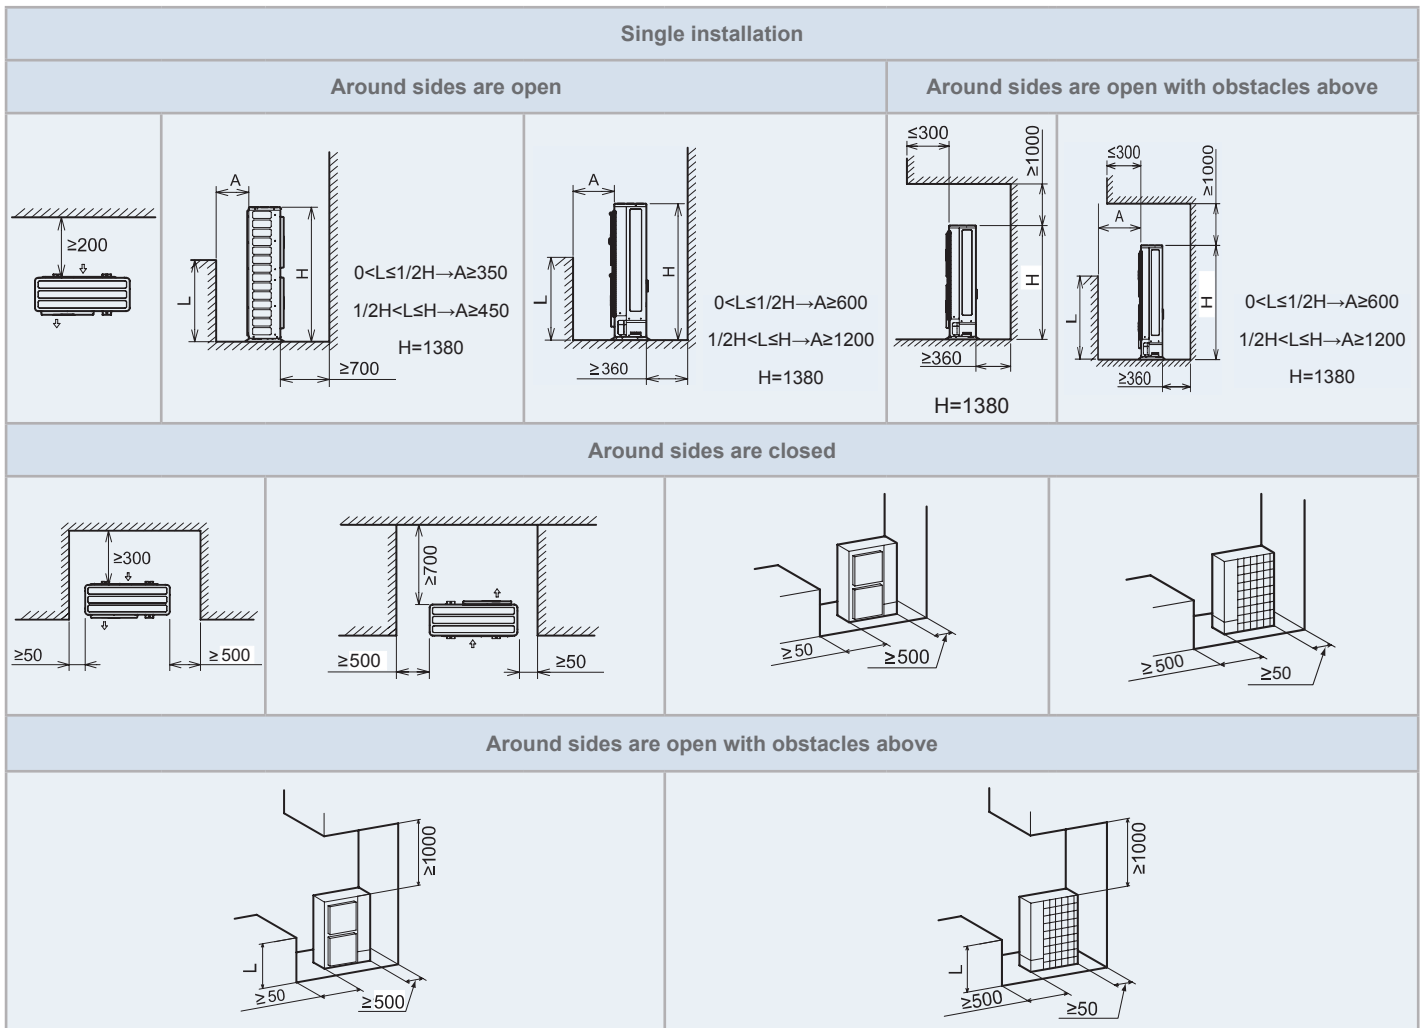 Single installation
Around sides are open
Around sides are open with obstacles above
≥200
A
L
H
0<L≤1/2H→A≥350
1/2H<L≤H→A≥450
H=1380
≥700
A
L
H
≥360
0<L≤1/2H→A≥600
1/2H<L≤H→A≥1200
H=1380
≤300
≥1000
H
≥360
H=1380
≤300
≥1000
A
L
H
≥360
0<L≤1/2H→A≥600
1/2H<L≤H→A≥1200
H=1380
Around sides are closed
≥300
≥50
≥500
≥700
≥500
≥50
≥50
≥500
≥500
≥50
Around sides are open with obstacles above
≥1000
L
≥50
≥500
≥1000
L
≥500
≥50